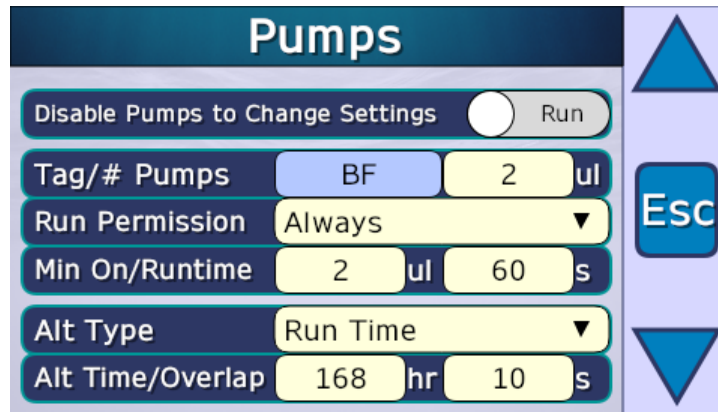 Pumps
Disable Pumps to Change Settings Run
Tag/# Pumps BF 2 ul
Run Permission Always ▼
Min On/Runtime 2 ul 60 s
Esc
Alt Type Run Time ▼
Alt Time/Overlap 168 hr 10 s